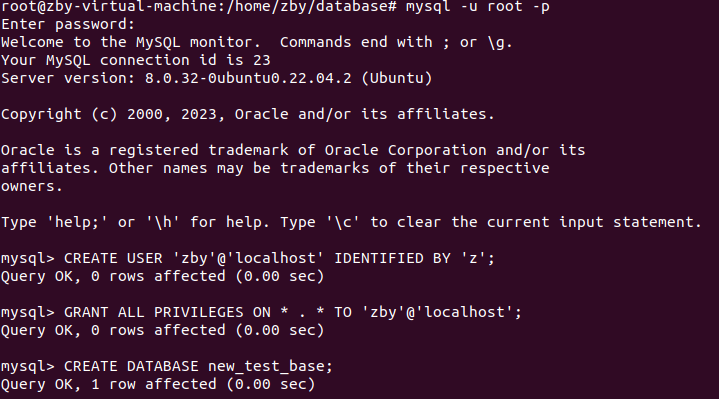 root@zby-virtual-machine:/home/zby/database# mysql -u root -p
Enter password:
Welcome to the MySQL monitor.  Commands end with ; or \g.
Your MySQL connection id is 23
Server version: 8.0.32-0ubuntu0.22.04.2 (Ubuntu)

Copyright (c) 2000, 2023, Oracle and/or its affiliates.

Oracle is a registered trademark of Oracle Corporation and/or its
affiliates. Other names may be trademarks of their respective
owners.

Type 'help;' or '\h' for help. Type '\c' to clear the current input statement.

mysql> CREATE USER 'zby'@'localhost' IDENTIFIED BY 'z';
Query OK, 0 rows affected (0.00 sec)

mysql> GRANT ALL PRIVILEGES ON * . * TO 'zby'@'localhost';
Query OK, 0 rows affected (0.00 sec)

mysql> CREATE DATABASE new_test_base;
Query OK, 1 row affected (0.00 sec)